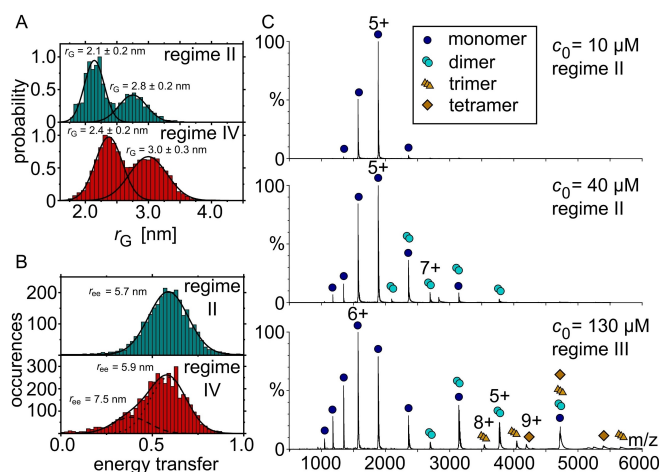 A
r_G = 2.1 ± 0.2 nm
regime II
r_G = 2.8 ± 0.2 nm
1.0
0.5
0
r_G = 2.4 ± 0.2 nm
regime IV
r_G = 3.0 ± 0.3 nm
1.0
0.5
0
probability
2.0 3.0 4.0
r_G [nm]
B
r_ee = 5.7 nm
regime
II
200
100
0
r_ee = 5.9 nm
regime
IV
r_ee = 7.5 nm
300
200
100
0
occurences
0.0 0.5 1.0
energy transfer
C
100
%
5+
monomer
dimer
trimer
tetramer
c_0 = 10 µM
regime II
0
100
%
5+
7+
c_0 = 40 µM
regime II
0
100
%
6+
8+
5+
9+
c_0 = 130 µM
regime III
0
m/z
1000 2000 3000 4000 5000 6000